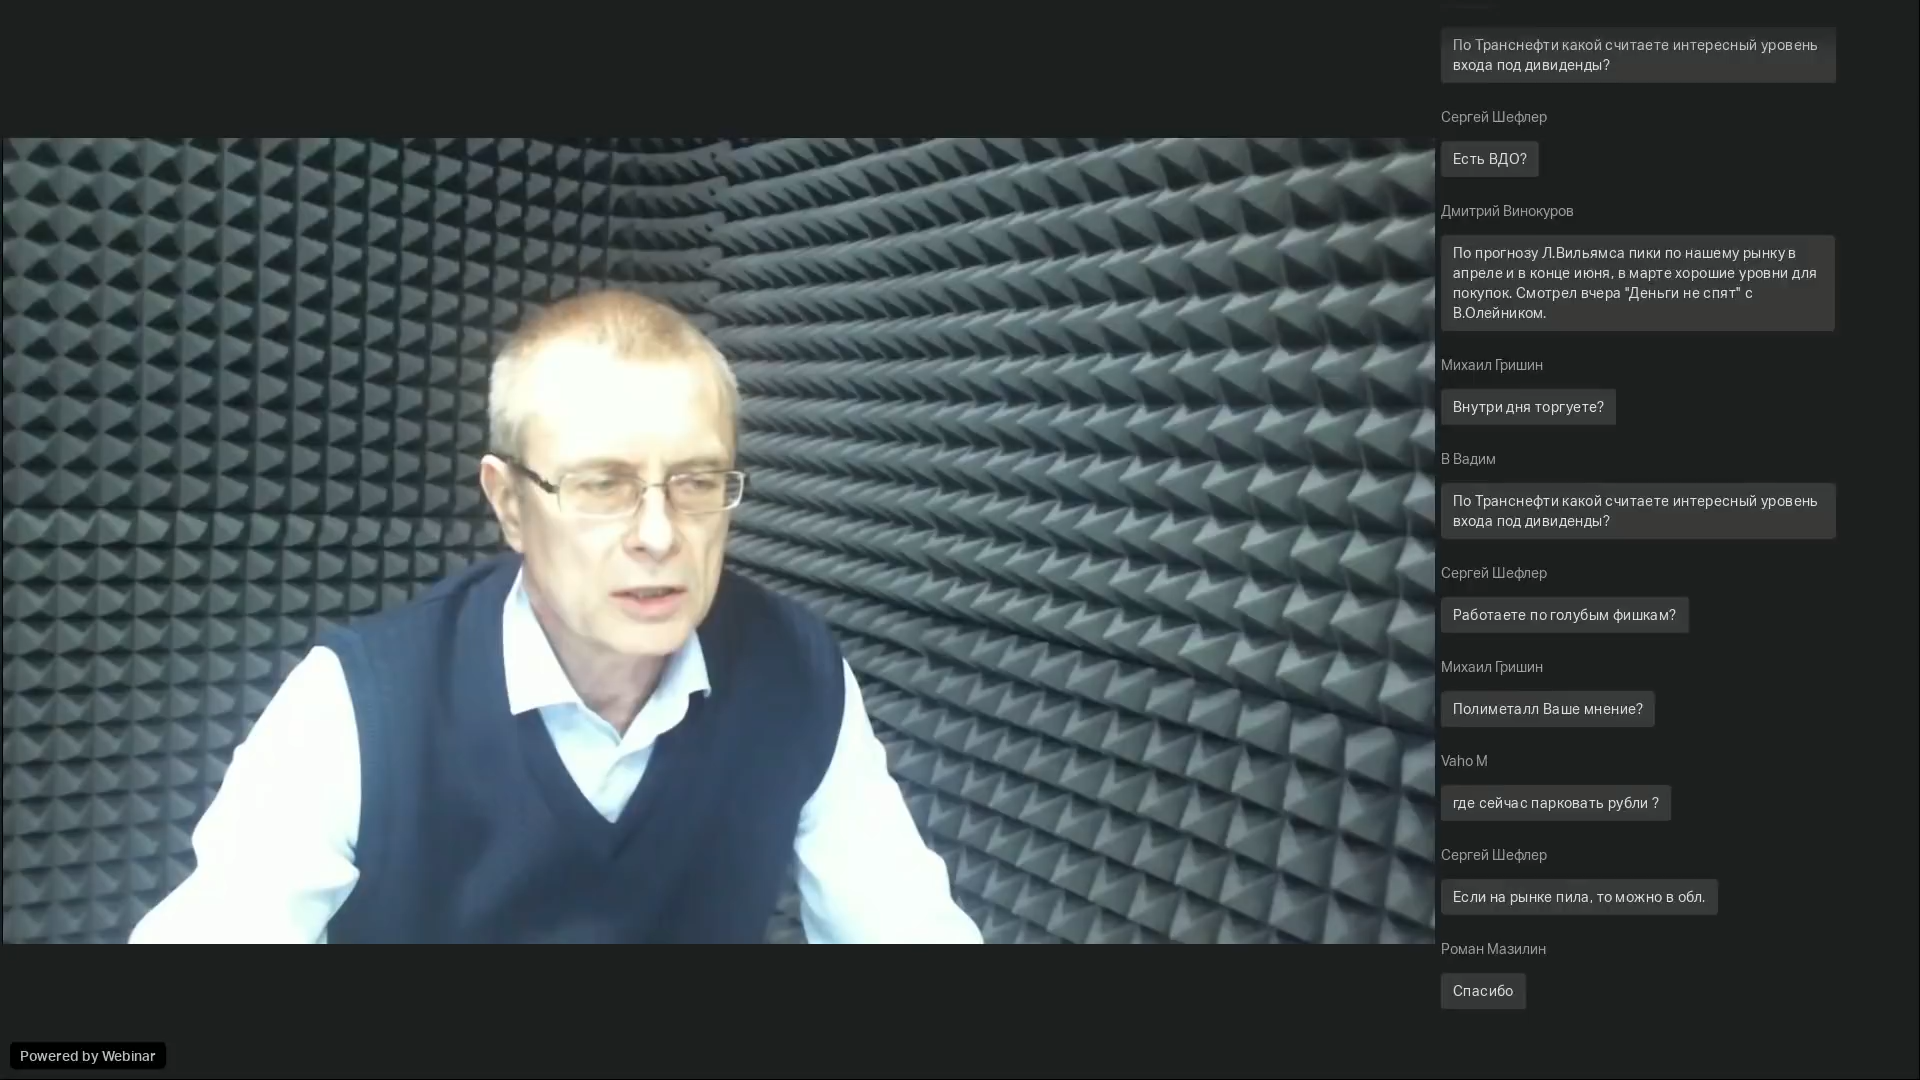 По Транснефти какой считаете интересный уровень
входа под дивиденды?
Сергей Шефлер
Есть ВДО?
Дмитрий Винокуров
По прогнозу Л.Вильямса пики по нашему рынку в
апреле и в конце июня, в марте хорошие уровни для
покупок. Смотрел вчера "Деньги не спят" с
В.Олейником.
Михаил Гришин
Внутри дня торгуете?
В Вадим
По Транснефти какой считаете интересный уровень
входа под дивиденды?
Сергей Шефлер
Работаете по голубым фишкам?
Михаил Гришин
Полиметалл Ваше мнение?
Vaho M
где сейчас парковать рубли ?
Сергей Шефлер
Если на рынке пила, то можно в обл.
Роман Мазилин
Спасибо
Powered by Webinar